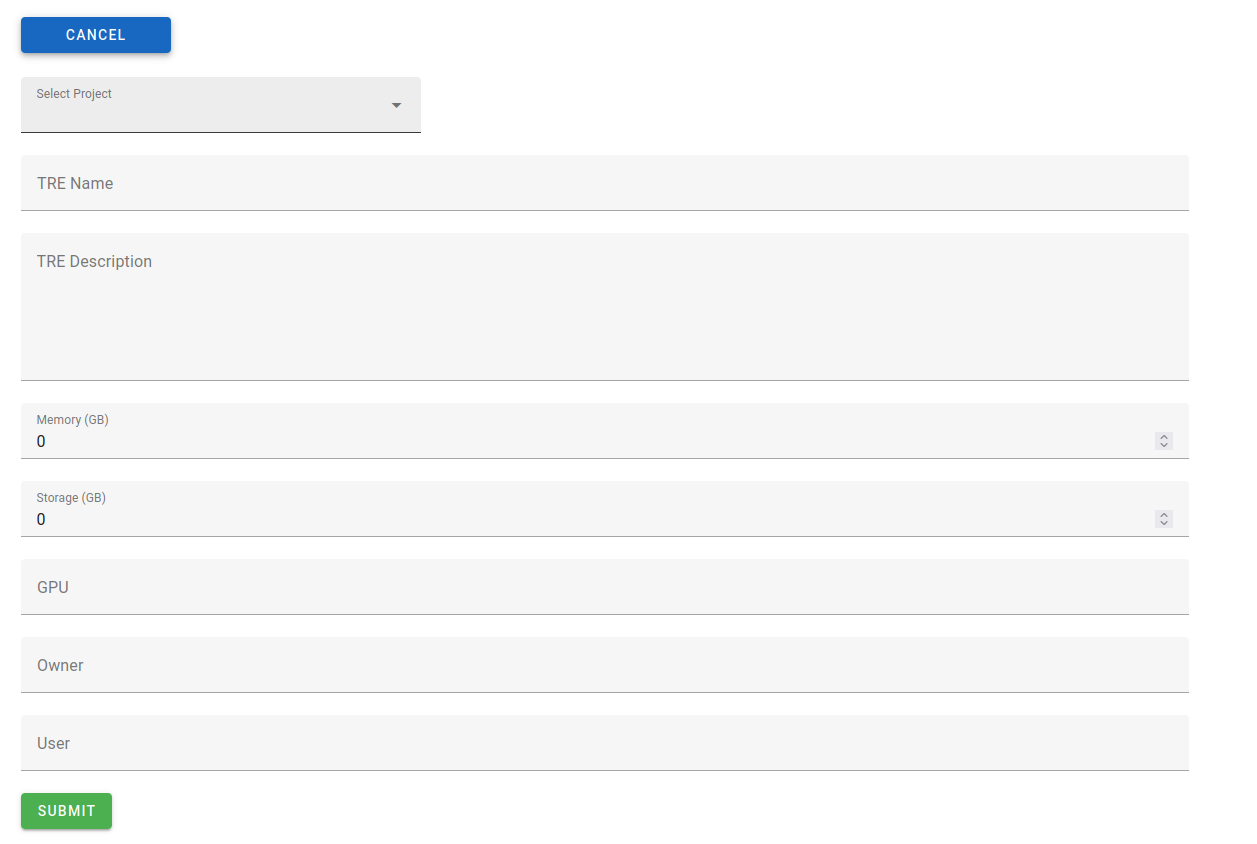 CANCEL
Select Project
TRE Name
TRE Description
Memory (GB)
0
Storage (GB)
0
GPU
Owner
User
SUBMIT